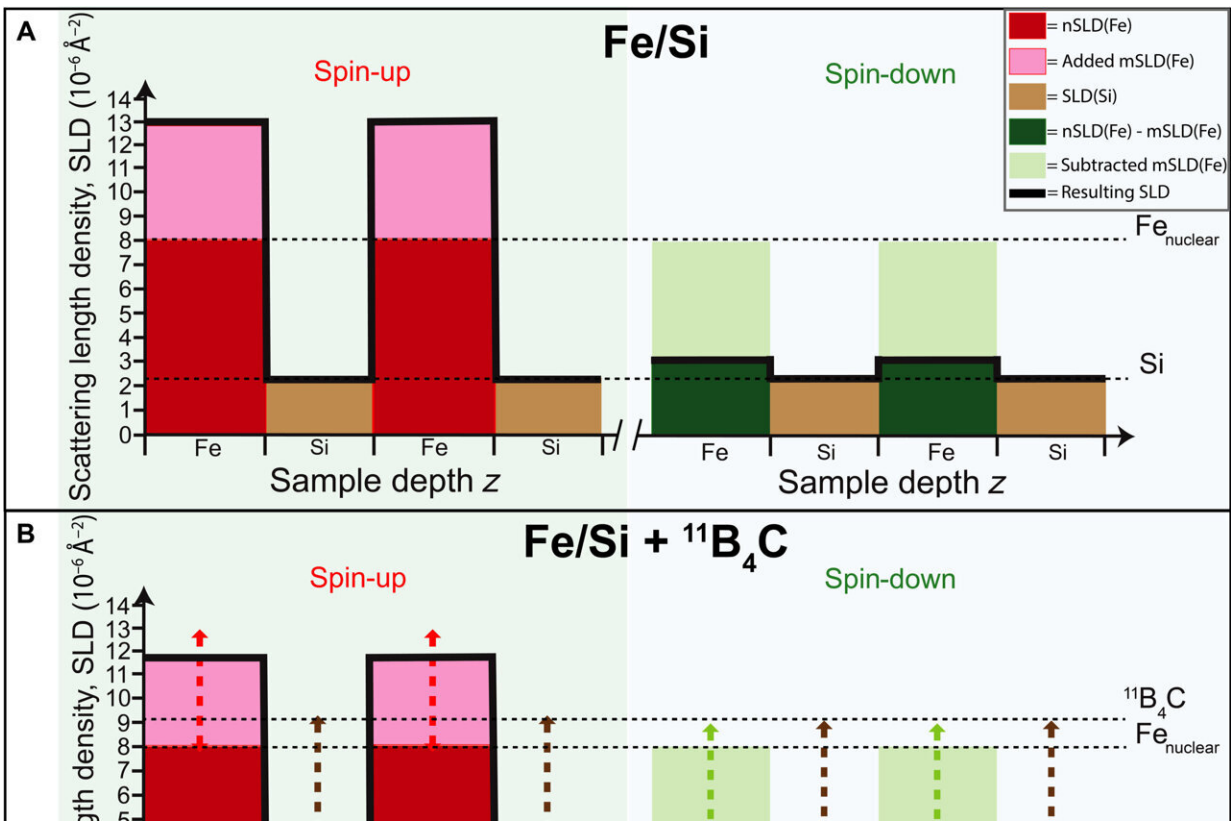 A
Fe/Si
Spin-up
Spin-down
= nSLD(Fe)
= Added mSLD(Fe)
= SLD(Si)
= nSLD(Fe) - mSLD(Fe)
= Subtracted mSLD(Fe)
= Resulting SLD
Scattering length density, SLD (10⁻⁶ Å⁻²)
14
13
12
11
10
9
8
7
6
5
4
3
2
1
0
Fe nuclear
Si
Fe
Si
Fe
Si
Fe
Si
Fe
Si
Sample depth z
Sample depth z
B
Fe/Si + ¹¹B₄C
Spin-up
Spin-down
gth density, SLD (10⁻⁶ Å⁻²)
14
13
12
11
10
9
8
7
6
5
¹¹B₄C
Fe nuclear